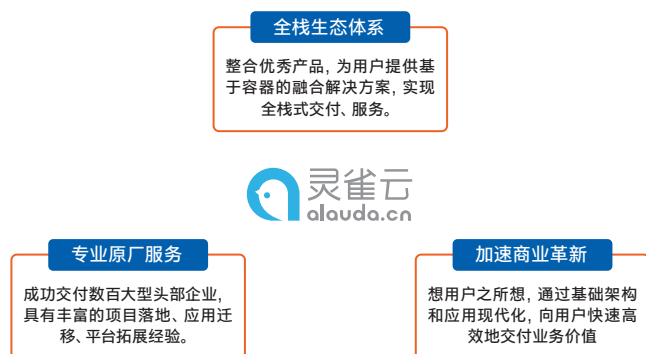 全栈生态体系
整合优秀产品，为用户提供基
于容器的融合解决方案，实现
全栈式交付、服务。
灵雀云
alauda.cn
专业原厂服务
成功交付数百大型头部企业，
具有丰富的项目落地、应用迁
移、平台拓展经验。
加速商业革新
想用户之所想，通过基础架构
和应用现代化，向用户快速高
效地交付业务价值